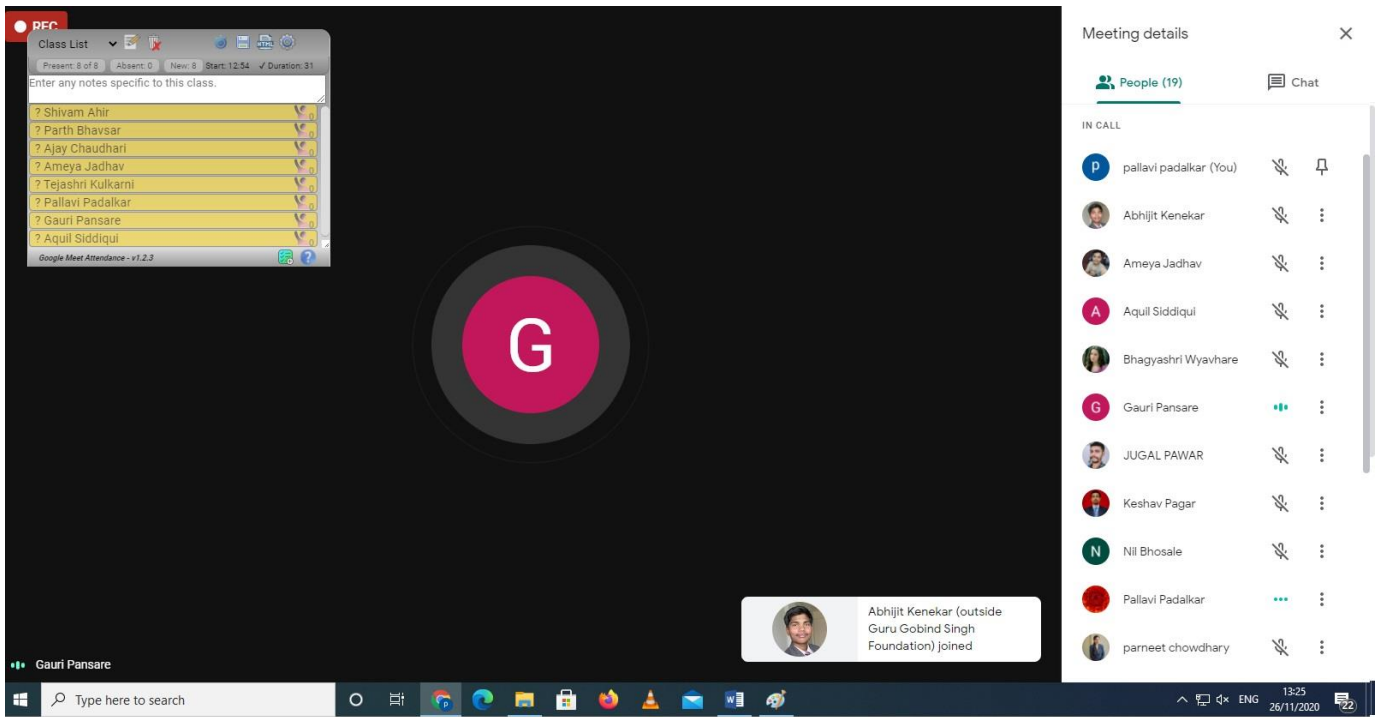 REC
Class List
Present: 8 of 8 Absent: 0 New: 8 Start: 12:54 ✓ Duration: 31
Enter any notes specific to this class.
? Shivam Ahir
? Parth Bhavsar
? Ajay Chaudhari
? Ameya Jadhav
? Tejashri Kulkarni
? Pallavi Padalkar
? Gauri Pansare
? Aquil Siddiqui
Google Meet Attendance - v1.2.3
G
Abhijit Kenekar (outside
Guru Gobind Singh
Foundation) joined
Gauri Pansare
Meeting details
People (19) Chat
IN CALL
p pallavi padalkar (You)
Abhijit Kenekar
Ameya Jadhav
A Aquil Siddiqui
Bhagyashri Wyavhare
G Gauri Pansare
JUGAL PAWAR
Keshav Pagar
N Nil Bhosale
Pallavi Padalkar
parneet chowdhary
Type here to search
ENG
13:25
26/11/2020
22